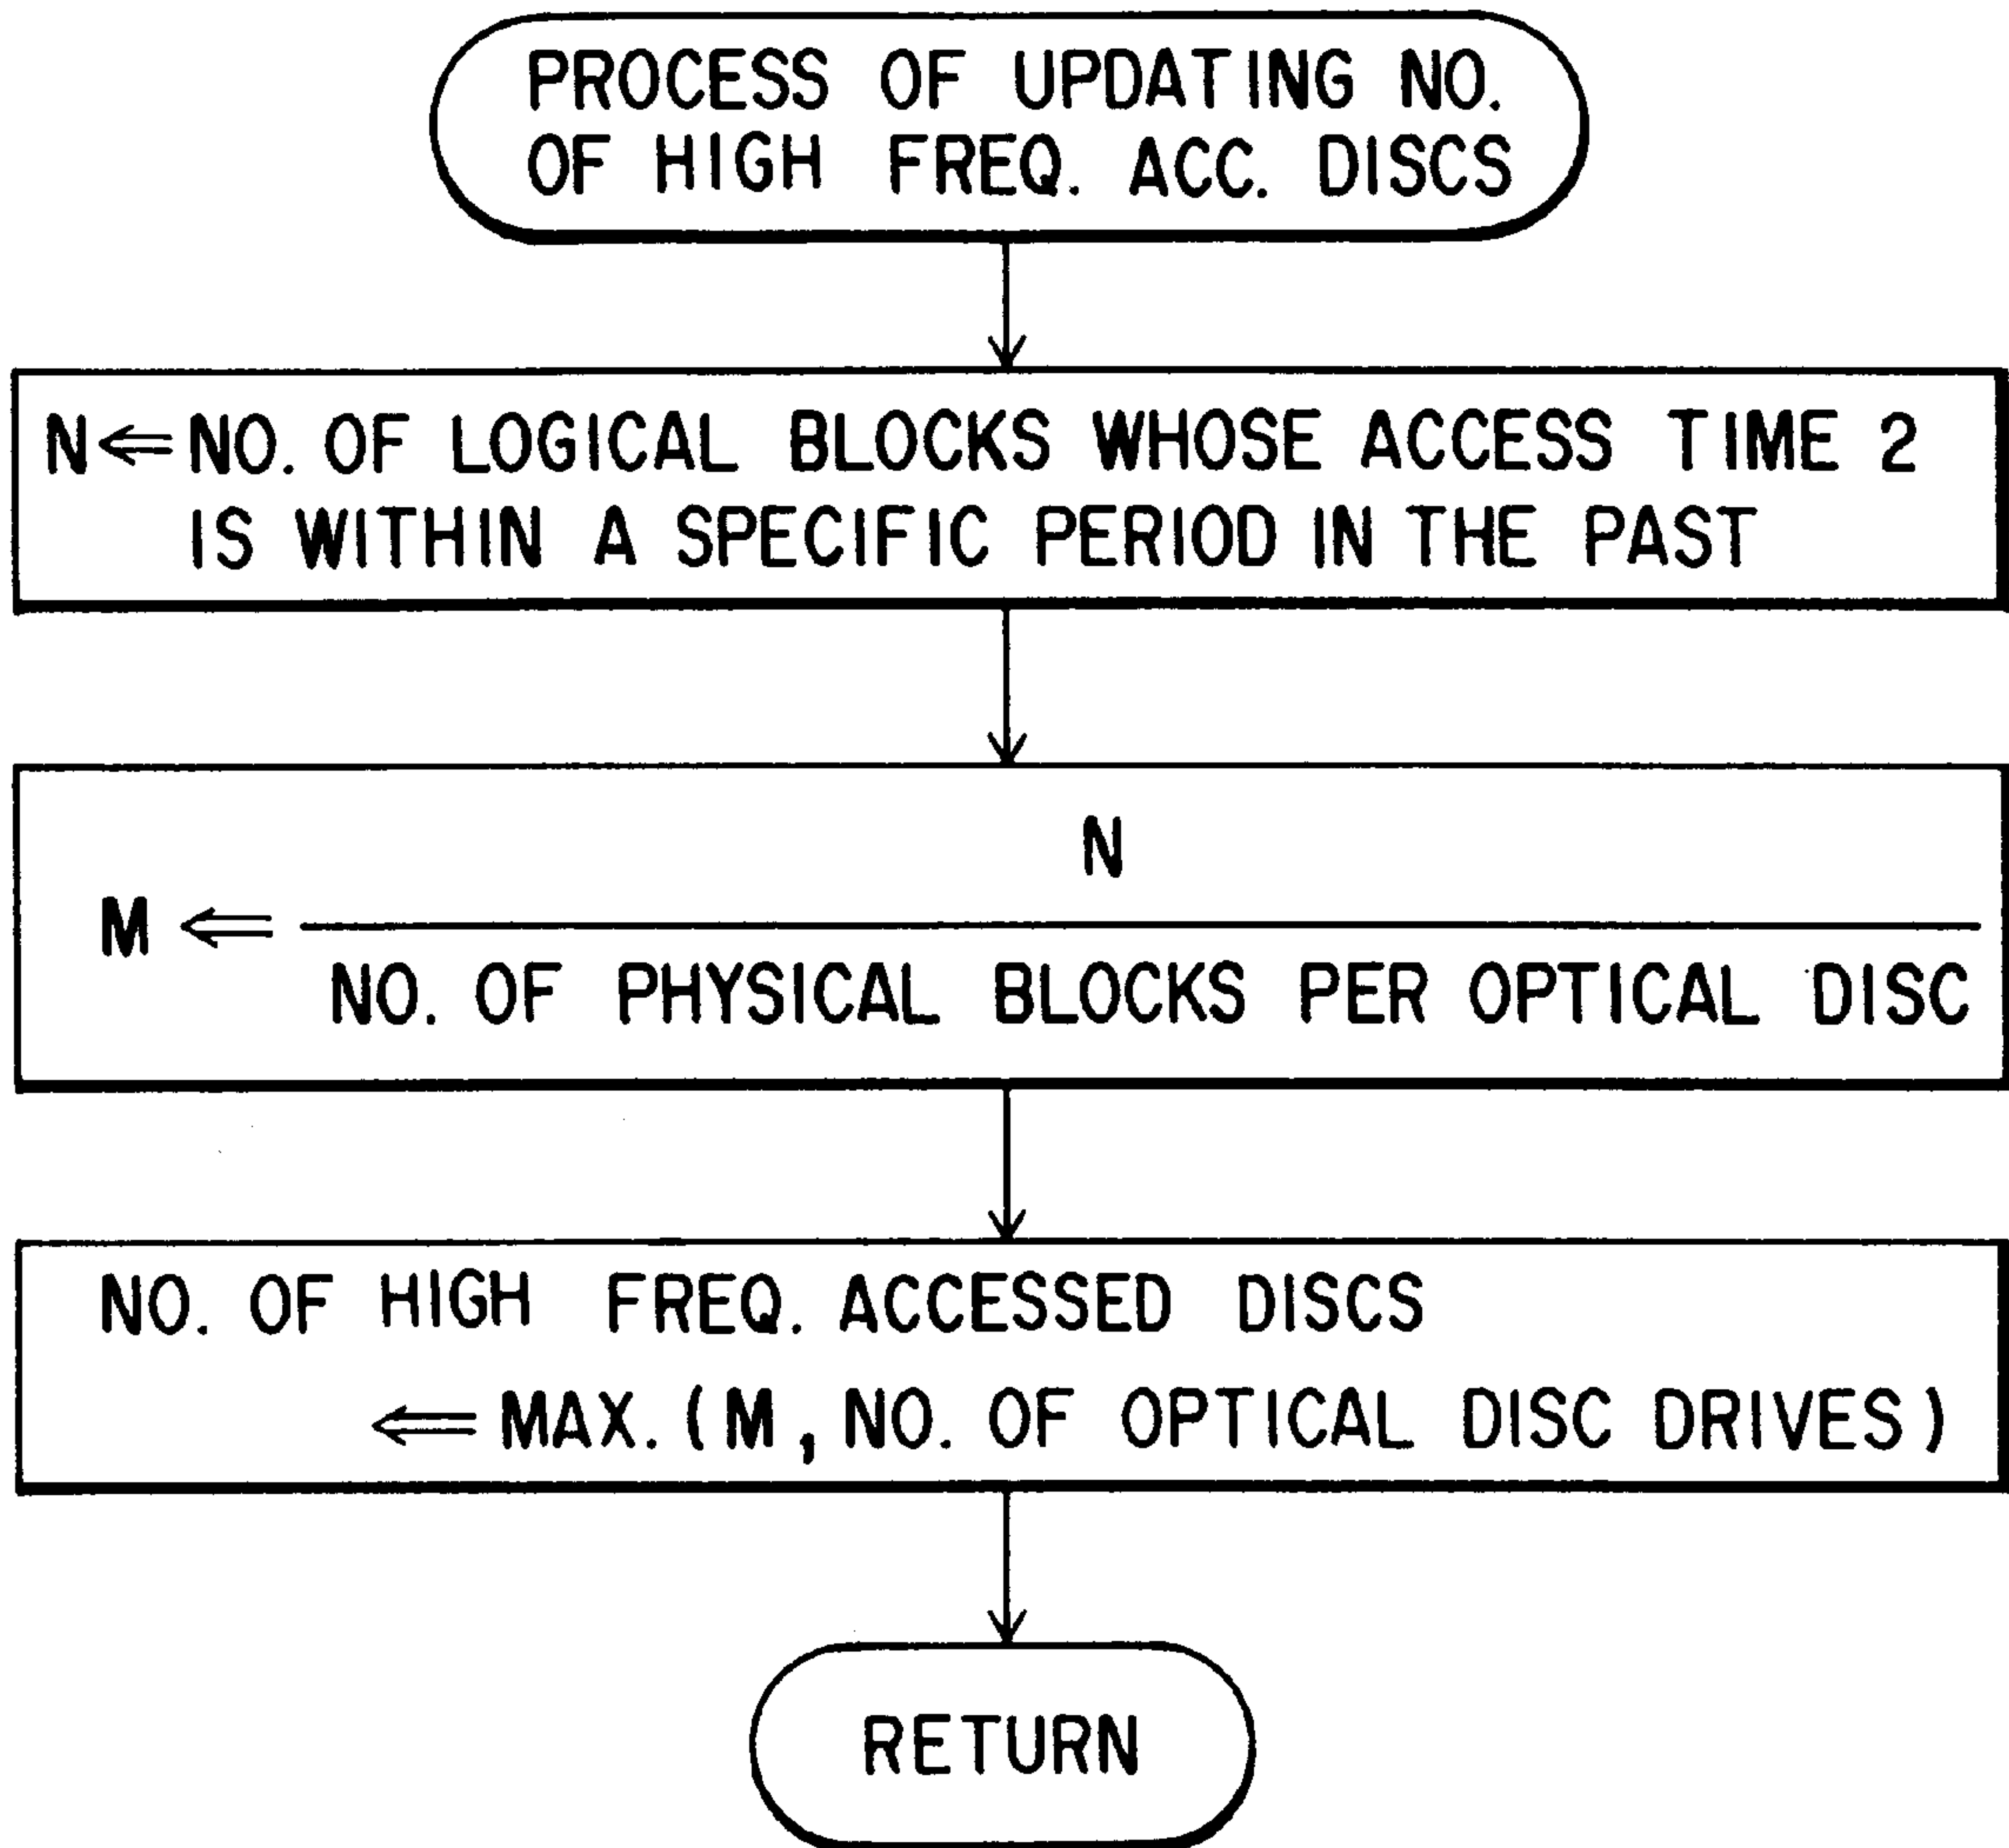 PROCESS OF UPDATING NO.
OF HIGH FREQ. ACC. DISCS
N⇐NO. OF LOGICAL BLOCKS WHOSE ACCESS TIME 2
IS WITHIN A SPECIFIC PERIOD IN THE PAST
N
M ⇐
NO. OF PHYSICAL BLOCKS PER OPTICAL DISC
NO. OF HIGH FREQ. ACCESSED DISCS
⇐ MAX. (M, NO. OF OPTICAL DISC DRIVES)
RETURN